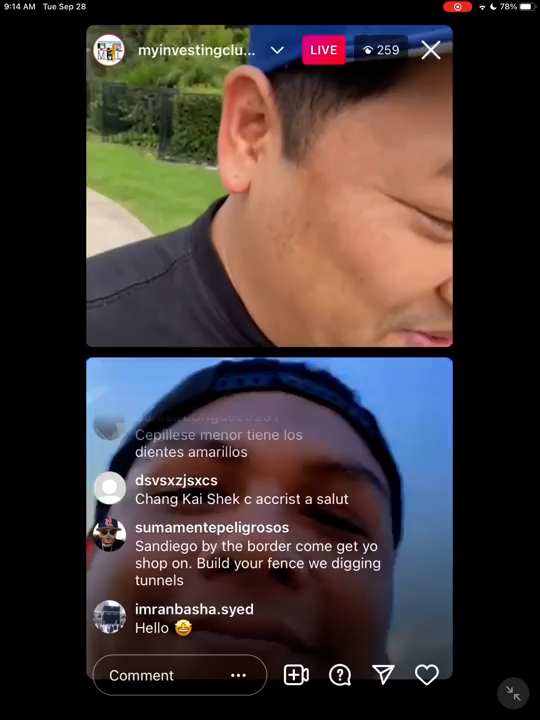 9:14 AM Tue Sep 28
78%
myinvestingclu...
LIVE
259
Cepillese menor tiene los
dientes amarillos
dsvsxzjsxcs
Chang Kai Shek c accrist a salut
sumamentepeligrosos
Sandiego by the border come get yo
shop on. Build your fence we digging
tunnels
imranbasha.syed
Hello 🤩
Comment